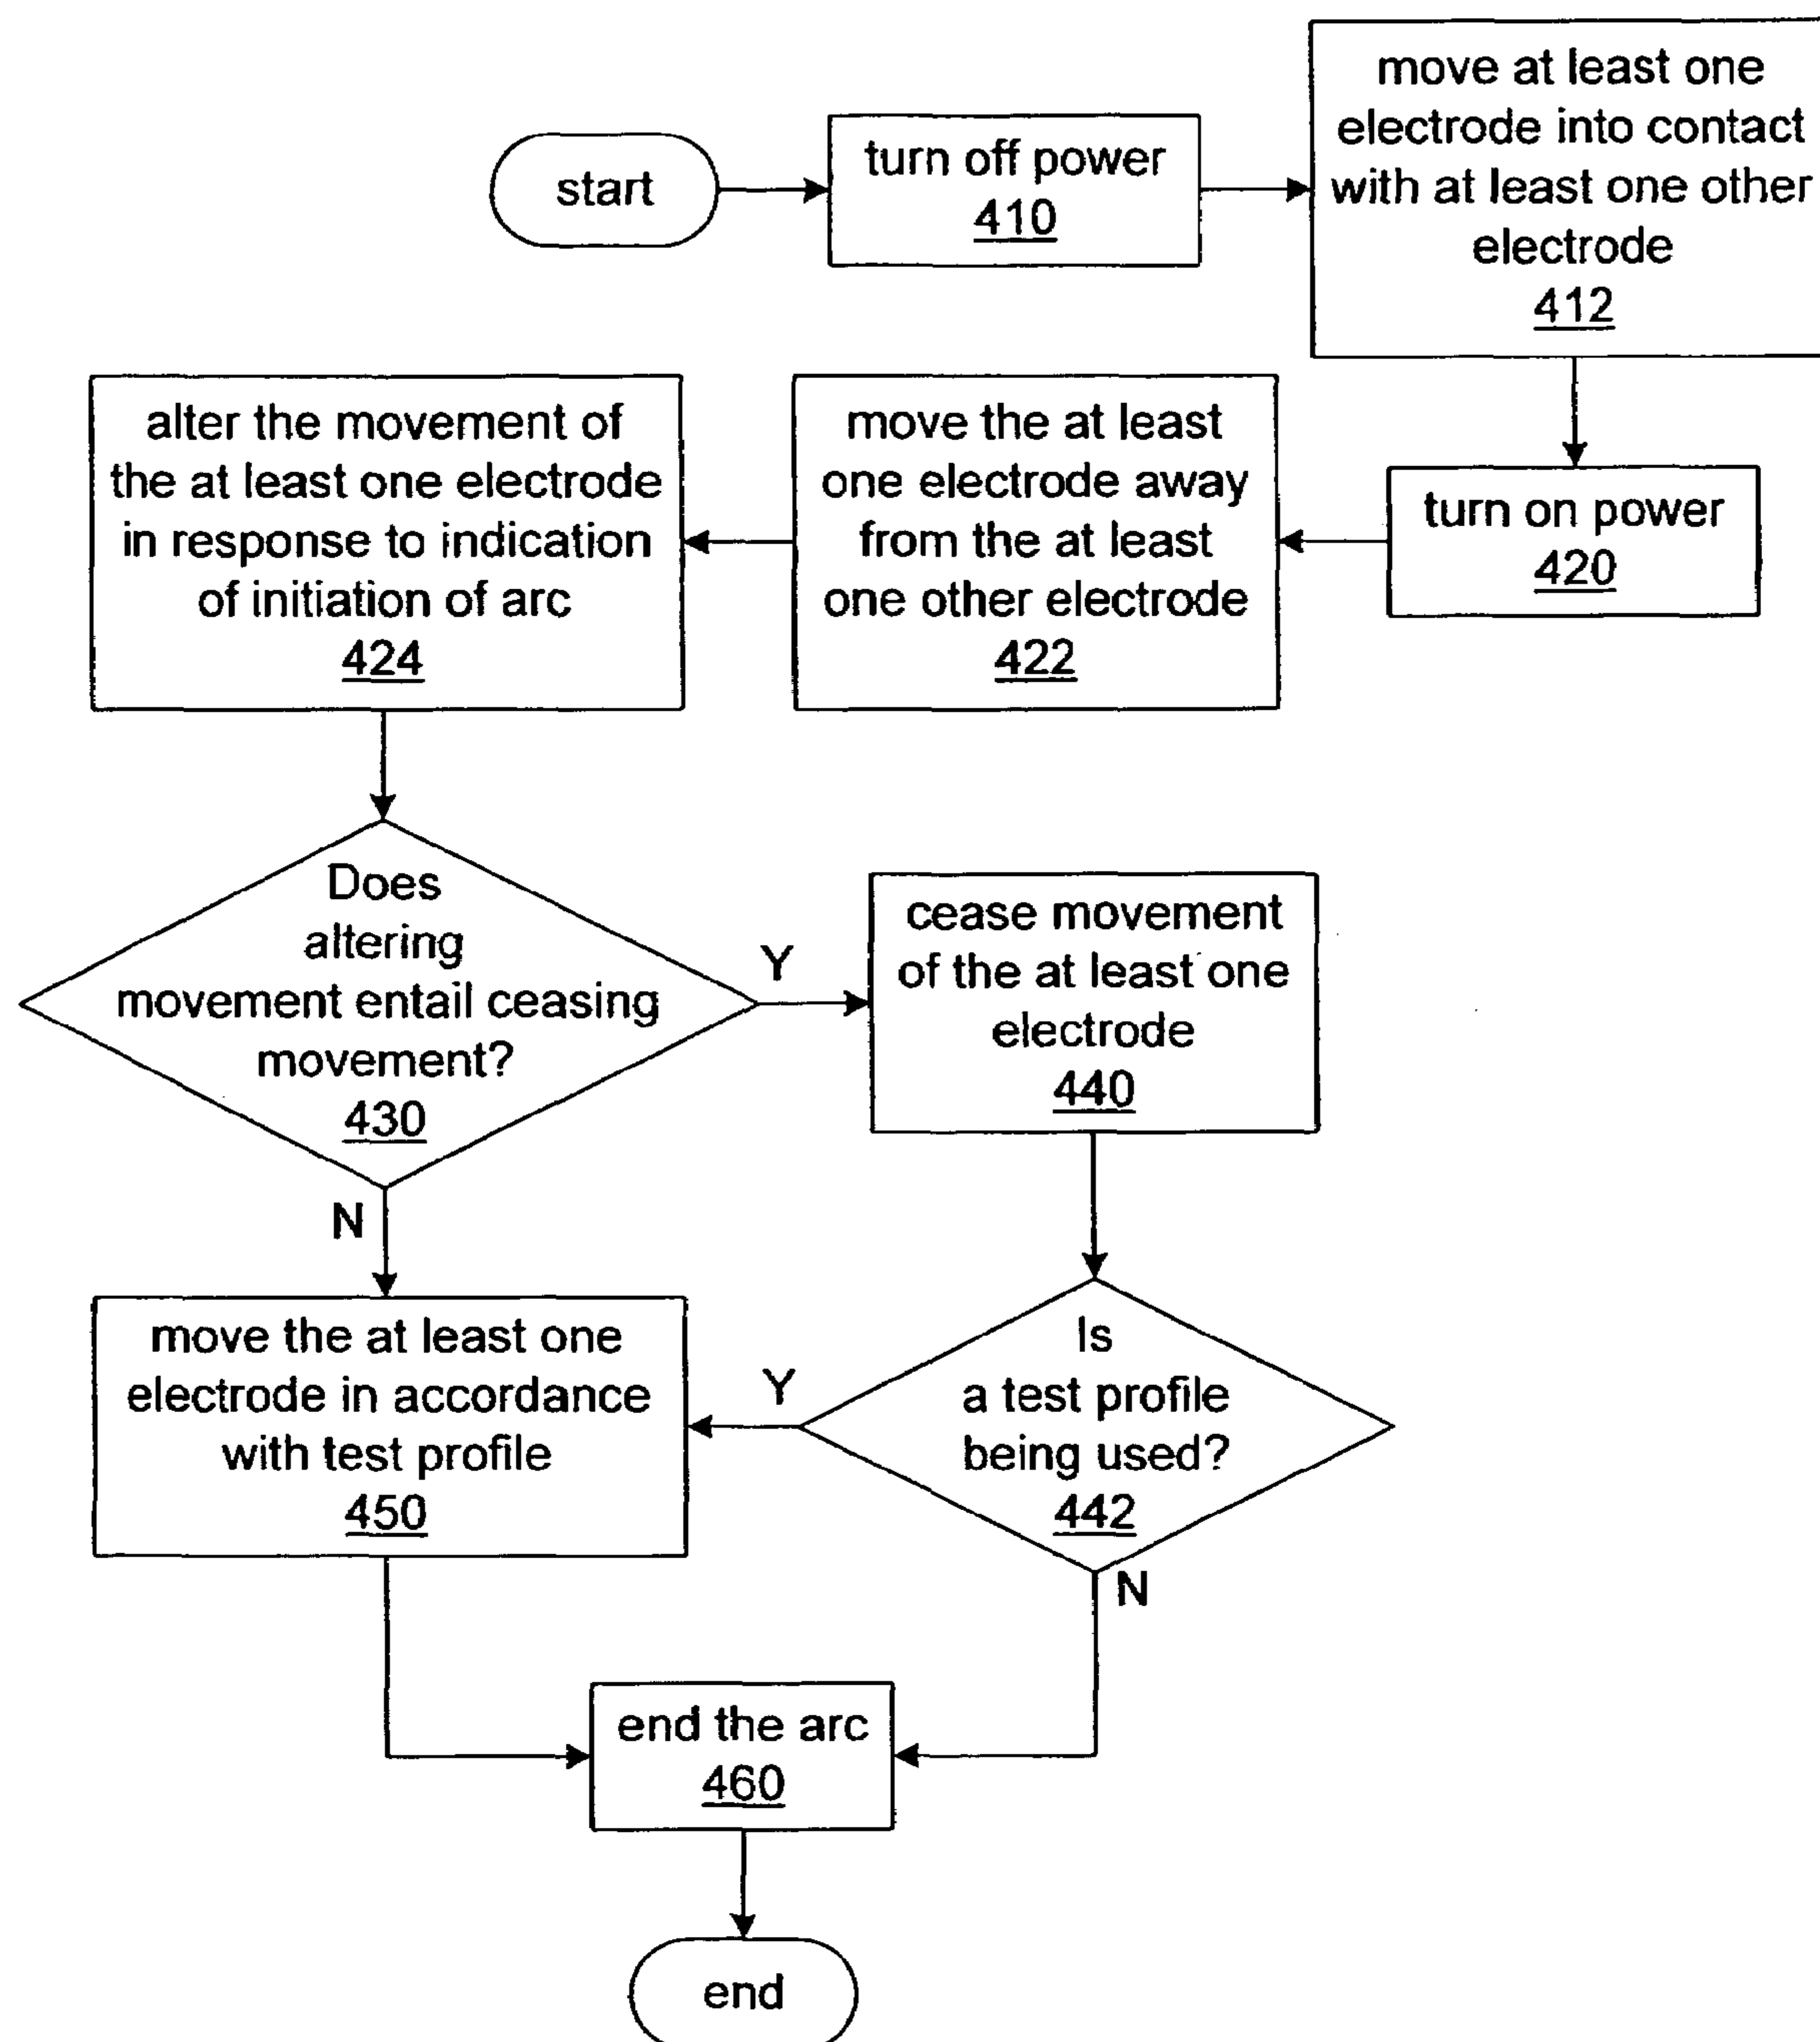 start
turn off power
410
move at least one
electrode into contact
with at least one other
electrode
412
turn on power
420
move the at least
one electrode away
from the at least
one other electrode
422
alter the movement of
the at least one electrode
in response to indication
of initiation of arc
424
Does
altering
movement entail ceasing
movement?
430
Y
N
cease movement
of the at least one
electrode
440
Is
a test profile
being used?
442
Y
N
move the at least one
electrode in accordance
with test profile
450
end the arc
460
end